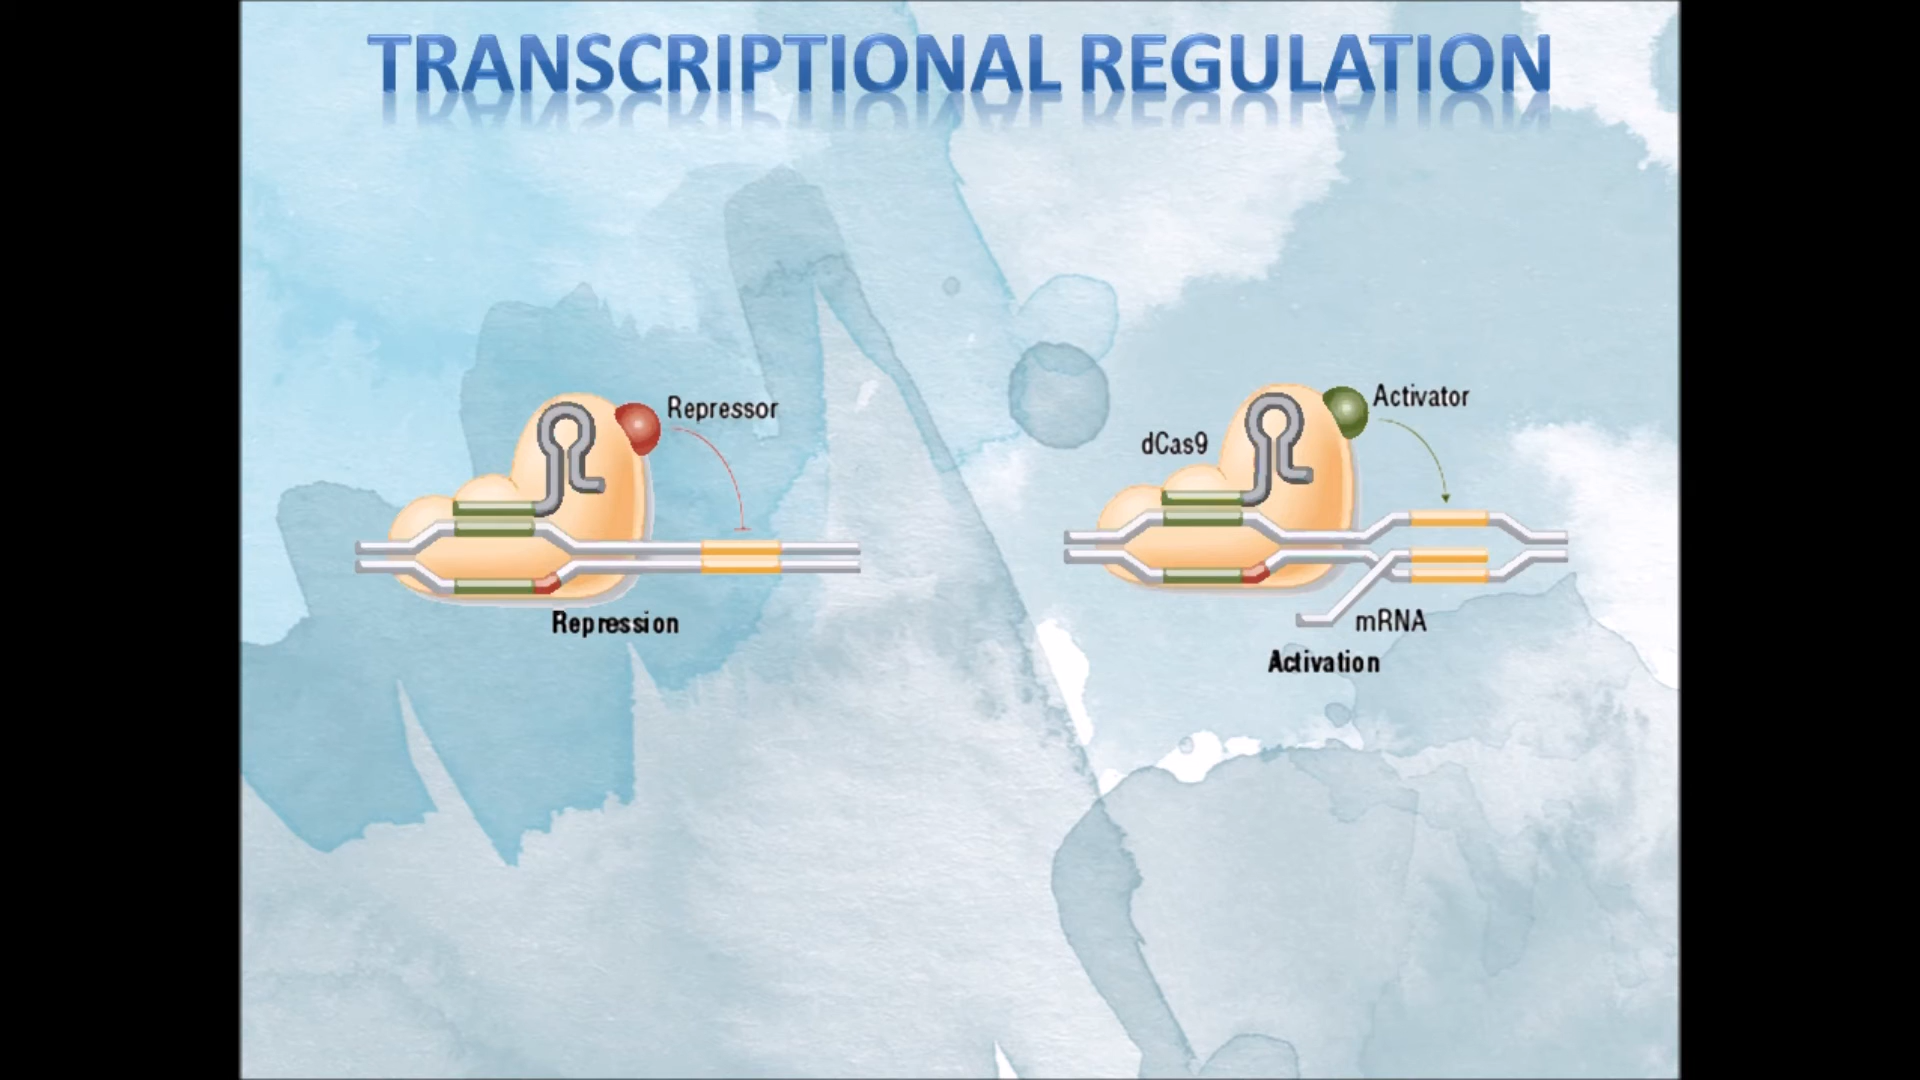 TRANSCRIPTIONAL REGULATION
Repressor
Repression
Activator
dCas9
mRNA
Activation